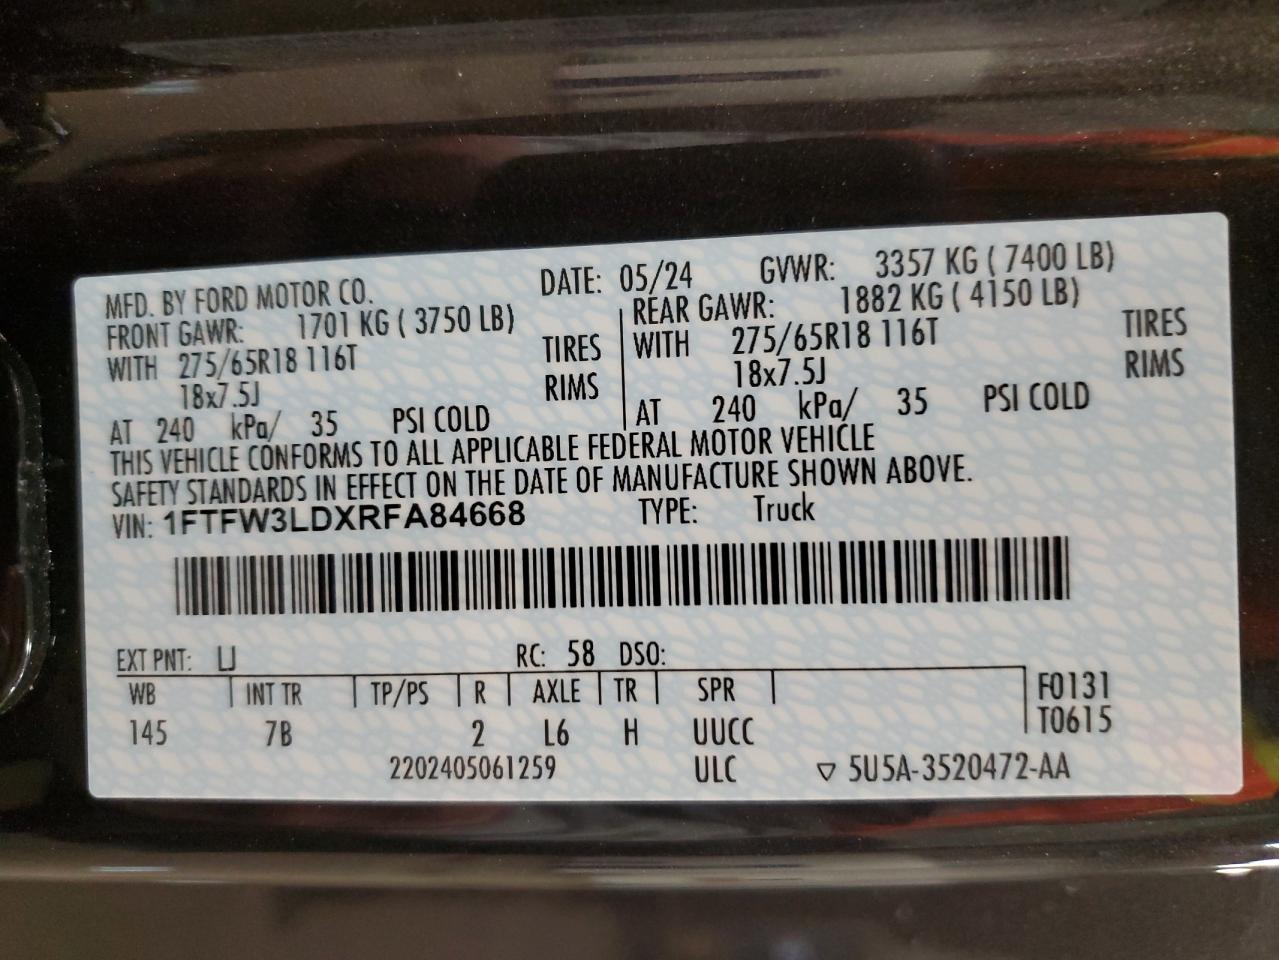 MFD. BY FORD MOTOR CO. DATE: 05/24 GVWR: 3357 KG ( 7400 LB)
FRONT GAWR: 1701 KG ( 3750 LB) REAR GAWR: 1882 KG ( 4150 LB)
WITH 275/65R18 116T TIRES WITH 275/65R18 116T TIRES
18x7.5J RIMS 18x7.5J RIMS
AT 240 kPa/ 35 PSI COLD AT 240 kPa/ 35 PSI COLD
THIS VEHICLE CONFORMS TO ALL APPLICABLE FEDERAL MOTOR VEHICLE
SAFETY STANDARDS IN EFFECT ON THE DATE OF MANUFACTURE SHOWN ABOVE.
VIN: 1FTFW3LDXRFA84668 TYPE: Truck
EXT PNT: LJ RC: 58 DSO:
WB INT TR TP/PS R AXLE TR SPR F0131
145 7B 2 L6 H UUCC T0615
2202405061259 ULC ▽ 5U5A-3520472-AA